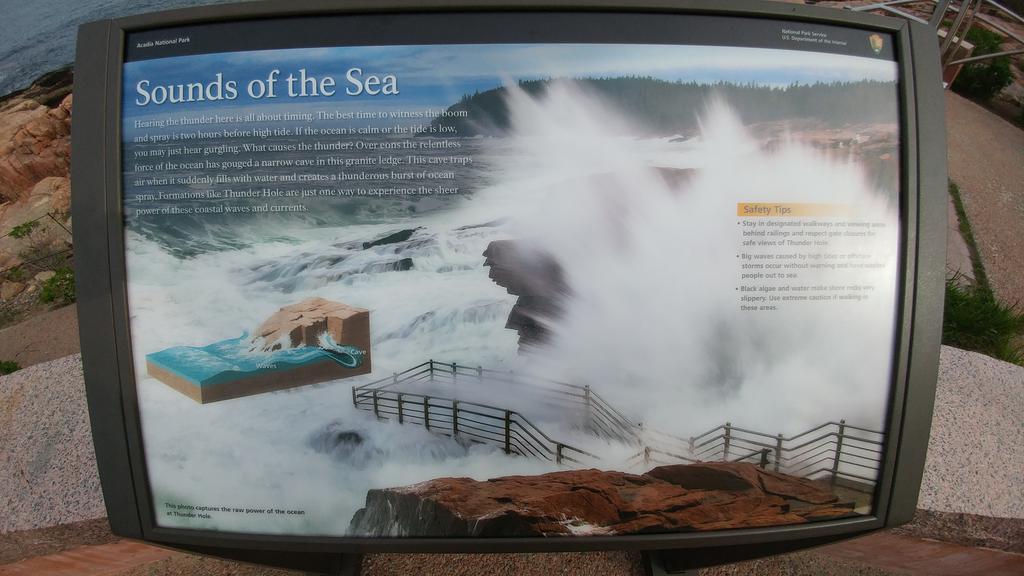 Acadia National Park
National Park Service
U.S. Department of the Interior
Sounds of the Sea
Hearing the thunder here is all about timing. The best time to witness the boom
and spray is two hours before high tide. If the ocean is calm or the tide is low,
you may just hear gurgling. What causes the thunder? Over eons the relentless
force of the ocean has gouged a narrow cave in this granite ledge. This cave traps
air when it suddenly fills with water and creates a thunderous burst of ocean
spray. Formations like Thunder Hole are just one way to experience the sheer
power of these coastal waves and currents.
Safety Tips
• Stay in designated walkways and viewing areas
behind railings and respect gate closures for
safe views of Thunder Hole.
• Big waves caused by high tides or offshore
storms occur without warning and have washed
people out to sea.
• Black algae and water make shore rocks very
slippery. Use extreme caution if walking in
these areas.
Cave
Waves
This photo captures the raw power of the ocean
at Thunder Hole.